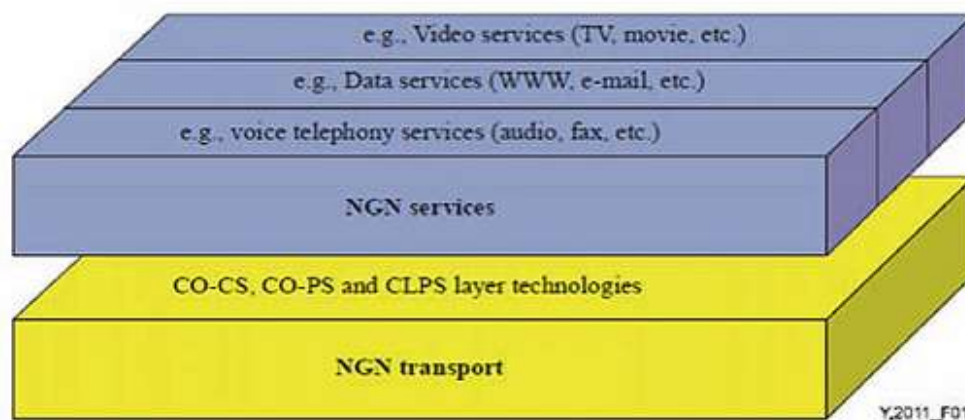 e.g., Video services (TV, movie, etc.)
e.g., Data services (WWW, e-mail, etc.)
e.g., voice telephony services (audio, fax, etc.)
NGN services
CO-CS, CO-PS and CLPS layer technologies
NGN transport
Y.2011_F01